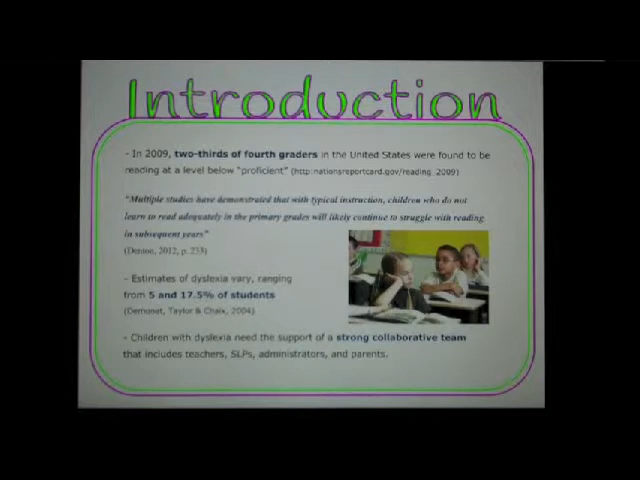 Introduction
- In 2009, two-thirds of fourth graders in the United States were found to be
reading at a level below "proficient" (http:nationsreportcard.gov/reading_2009)
"Multiple studies have demonstrated that with typical instruction, children who do not
learn to read adequately in the primary grades will likely continue to struggle with reading
in subsequent years"
(Denton, 2012, p. 233)
- Estimates of dyslexia vary, ranging
from 5 and 17.5% of students
(Demonet, Taylor & Chaix, 2004)
- Children with dyslexia need the support of a strong collaborative team
that includes teachers, SLPs, administrators, and parents.